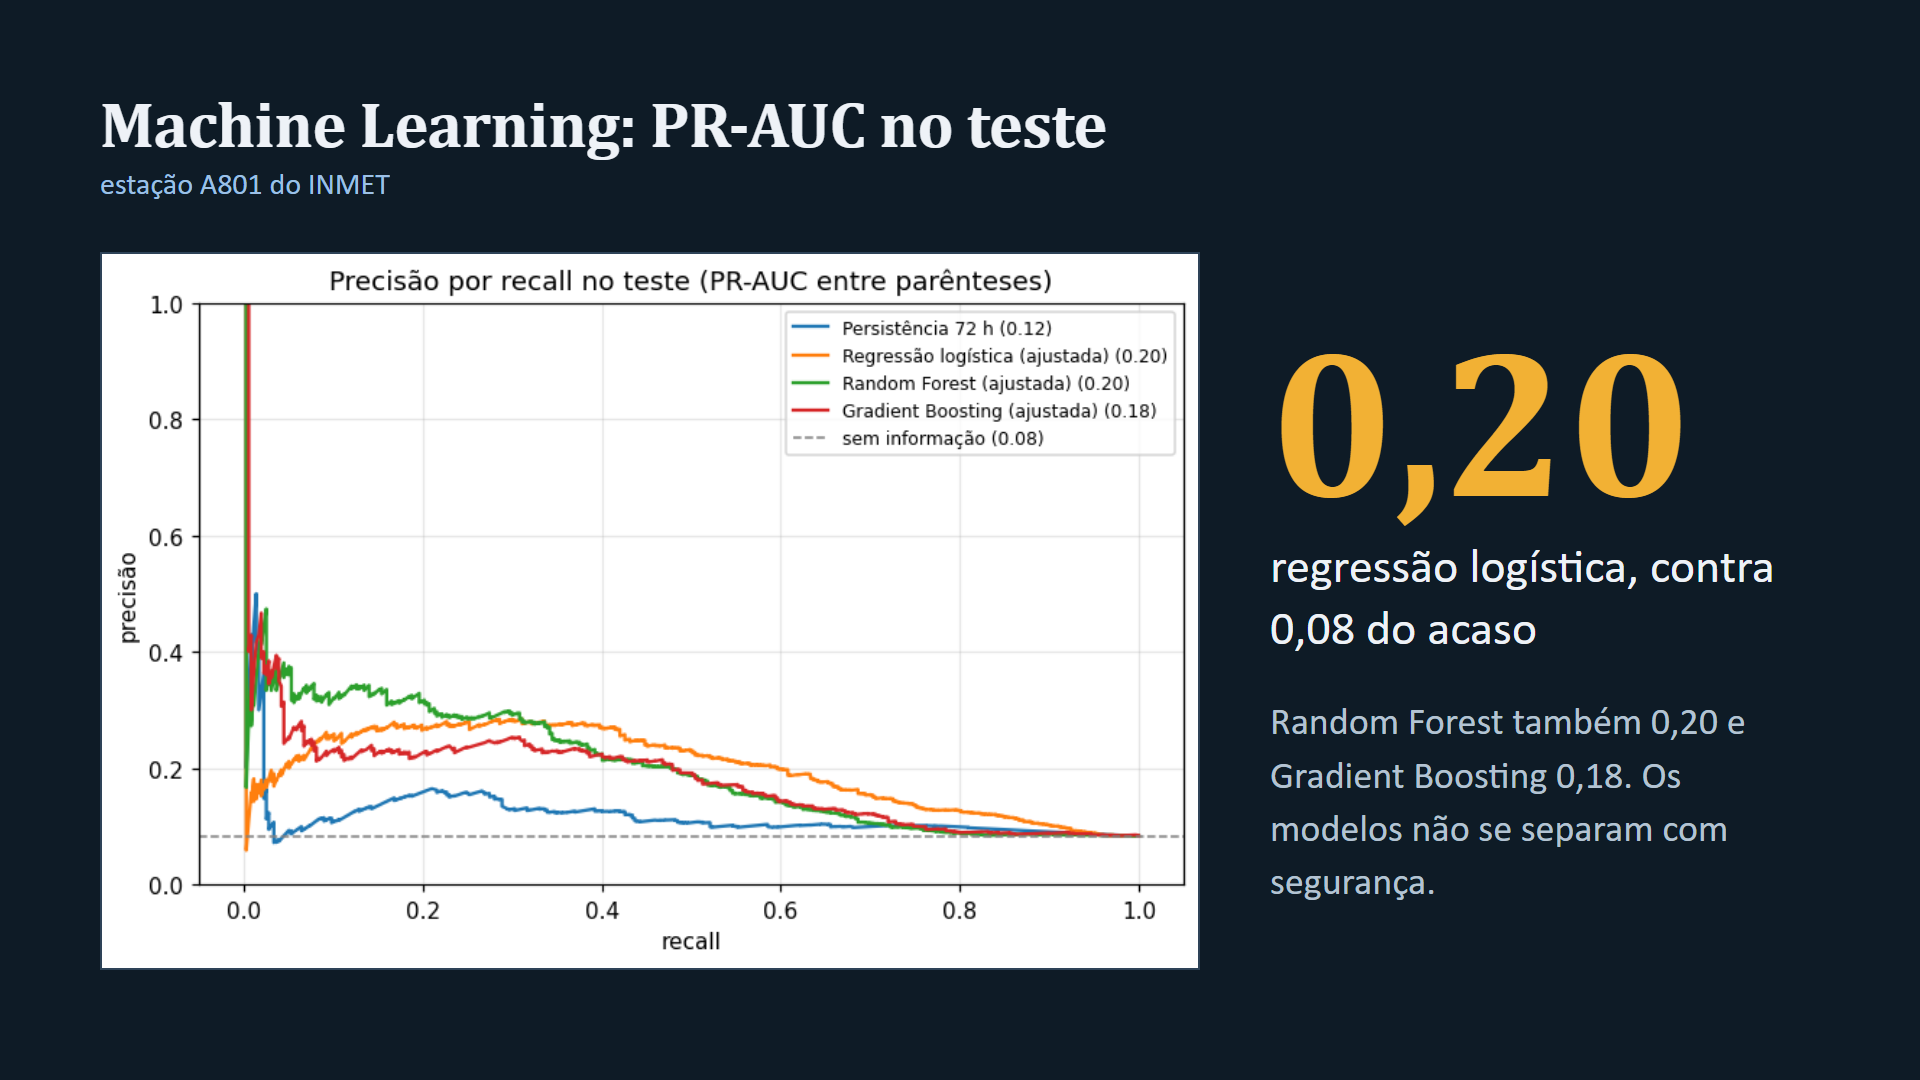 Machine Learning: PR-AUC no teste
estação A801 do INMET
Precisão por recall no teste (PR-AUC entre parênteses)
1.0
0.8
0.6
0.4
0.2
0.0
precisão
Persistência 72 h (0.12)
Regressão logística (ajustada) (0.20)
Random Forest (ajustada) (0.20)
Gradient Boosting (ajustada) (0.18)
sem informação (0.08)
0.0 0.2 0.4 0.6 0.8 1.0
recall
0,20
regressão logística, contra
0,08 do acaso
Random Forest também 0,20 e
Gradient Boosting 0,18. Os
modelos não se separam com
segurança.